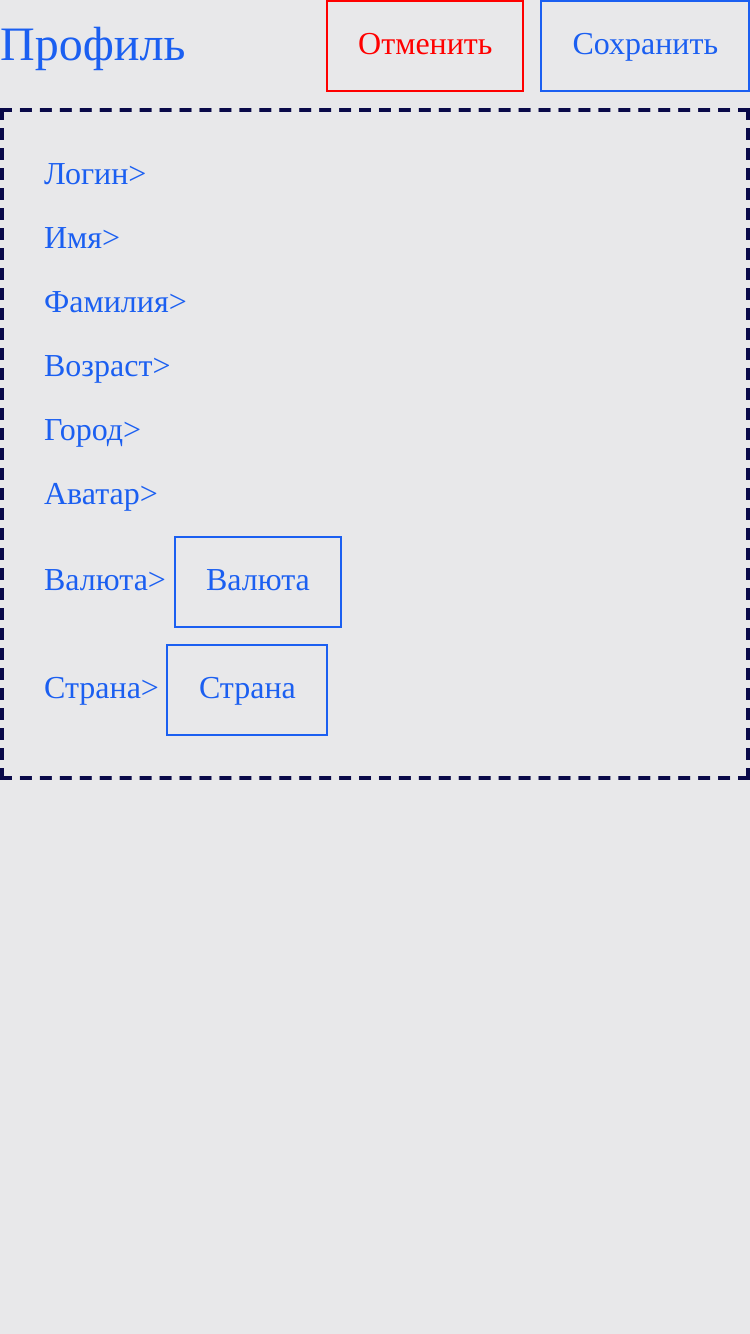 Профиль Отменить Сохранить
Логин>
Имя>
Фамилия>
Возраст>
Город>
Аватар>
Валюта> Валюта
Страна> Страна